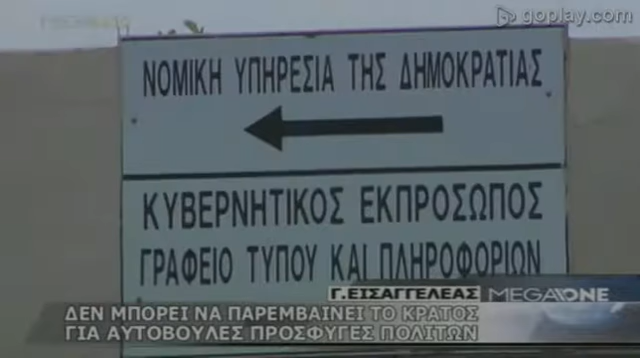 goplay.com
ΝΟΜΙΚΗ ΥΠΗΡΕΣΙΑ ΤΗΣ ΔΗΜΟΚΡΑΤΙΑΣ
ΚΥΒΕΡΝΗΤΙΚΟΣ ΕΚΠΡΟΣΩΠΟΣ
ΓΡΑΦΕΙΟ ΤΥΠΟΥ ΚΑΙ ΠΛΗΡΟΦΟΡΙΩΝ
Γ.ΕΙΣΑΓΓΕΛΕΑΣ MEGAONE
ΔΕΝ ΜΠΟΡΕΙ ΝΑ ΠΑΡΕΜΒΑΙΝΕΙ ΤΟ ΚΡΑΤΟΣ
ΓΙΑ ΑΥΤΟΒΟΥΛΕΣ ΠΡΟΣΦΥΓΕΣ ΠΟΛΙΤΩΝ